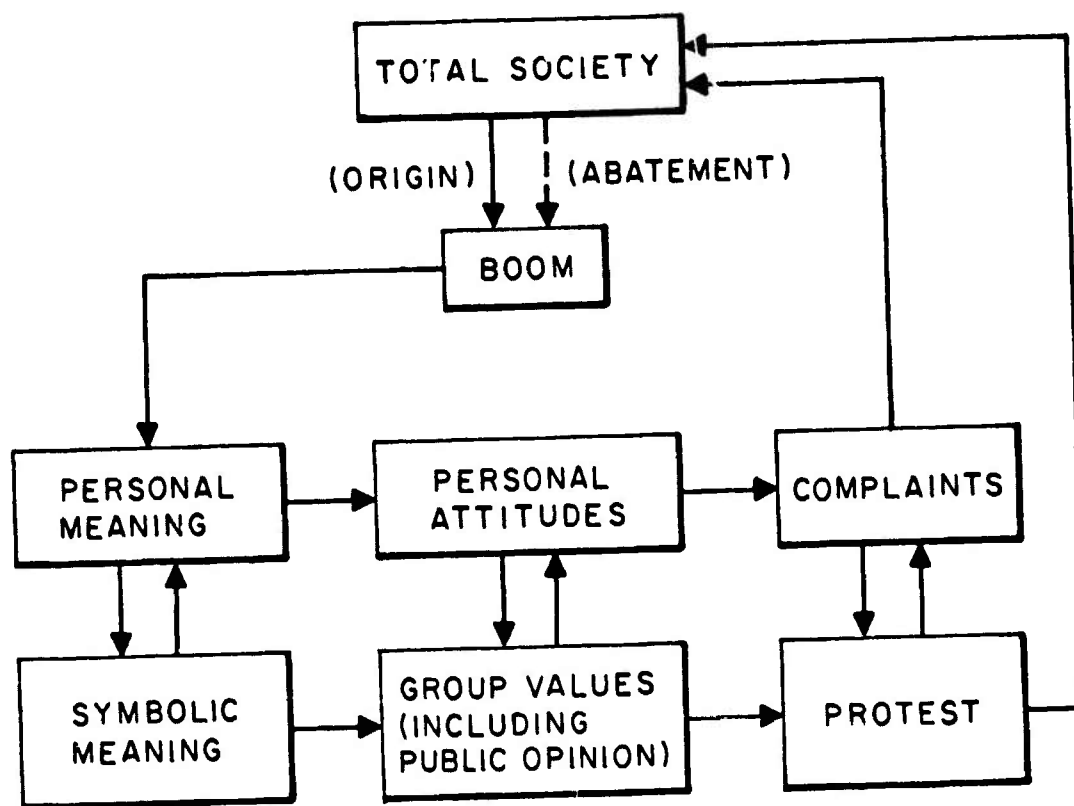 TOTAL SOCIETY
(ORIGIN)
(ABATEMENT)
BOOM
PERSONAL
MEANING
PERSONAL
ATTITUDES
COMPLAINTS
SYMBOLIC
MEANING
GROUP VALUES
(INCLUDING
PUBLIC OPINION)
PROTEST